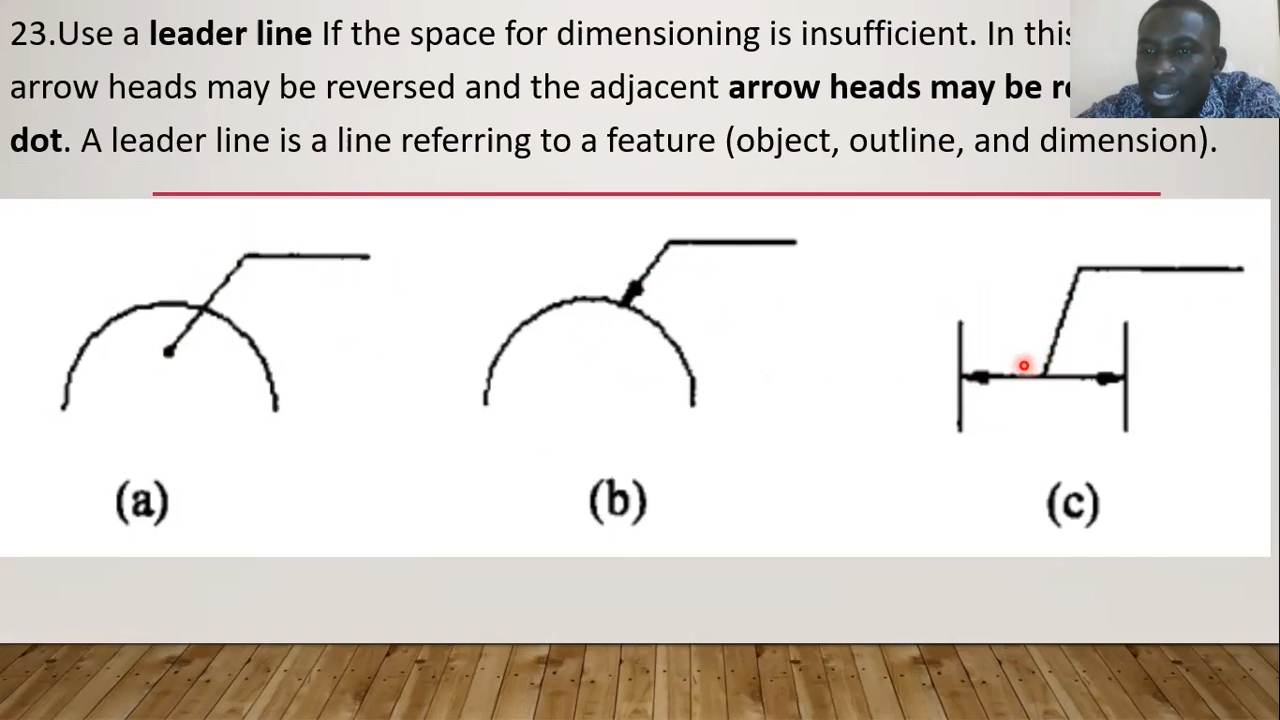 23.Use a leader line If the space for dimensioning is insufficient. In this
arrow heads may be reversed and the adjacent arrow heads may be
dot. A leader line is a line referring to a feature (object, outline, and dimension).
(a) (b) (c)